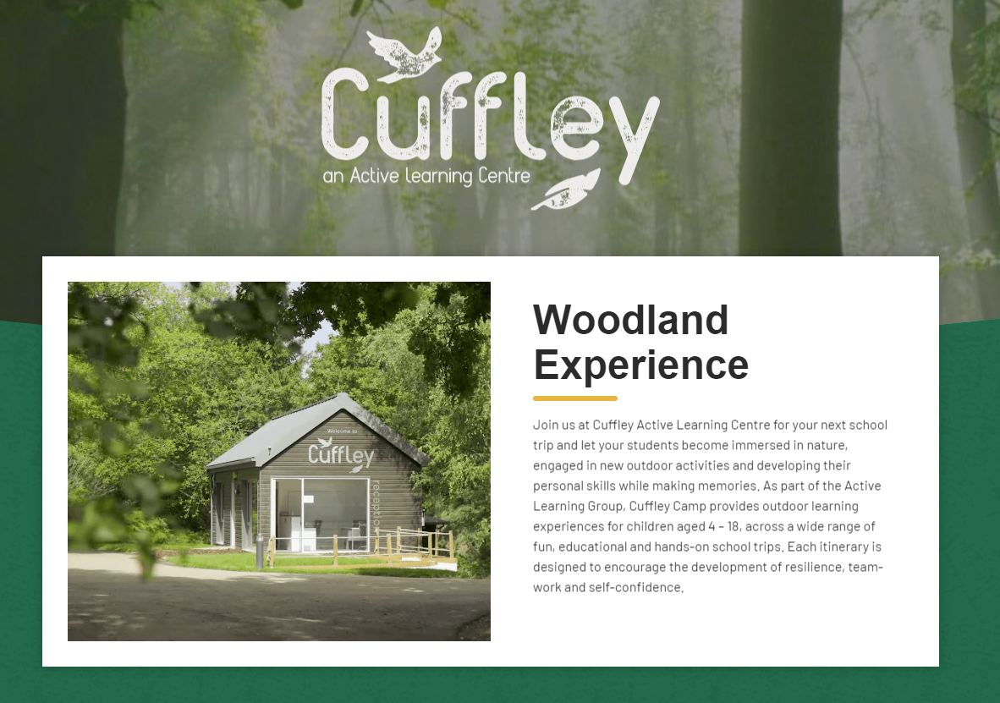 Cuffley
an Active learning Centre
Woodland
Experience
Join us at Cuffley Active Learning Centre for your next school
trip and let your students become immersed in nature,
engaged in new outdoor activities and developing their
personal skills while making memories. As part of the Active
Learning Group, Cuffley Camp provides outdoor learning
experiences for children aged 4 – 18, across a wide range of
fun, educational and hands-on school trips. Each itinerary is
designed to encourage the development of resilience, team-
work and self-confidence.
Welcome to
Cuffley
reception